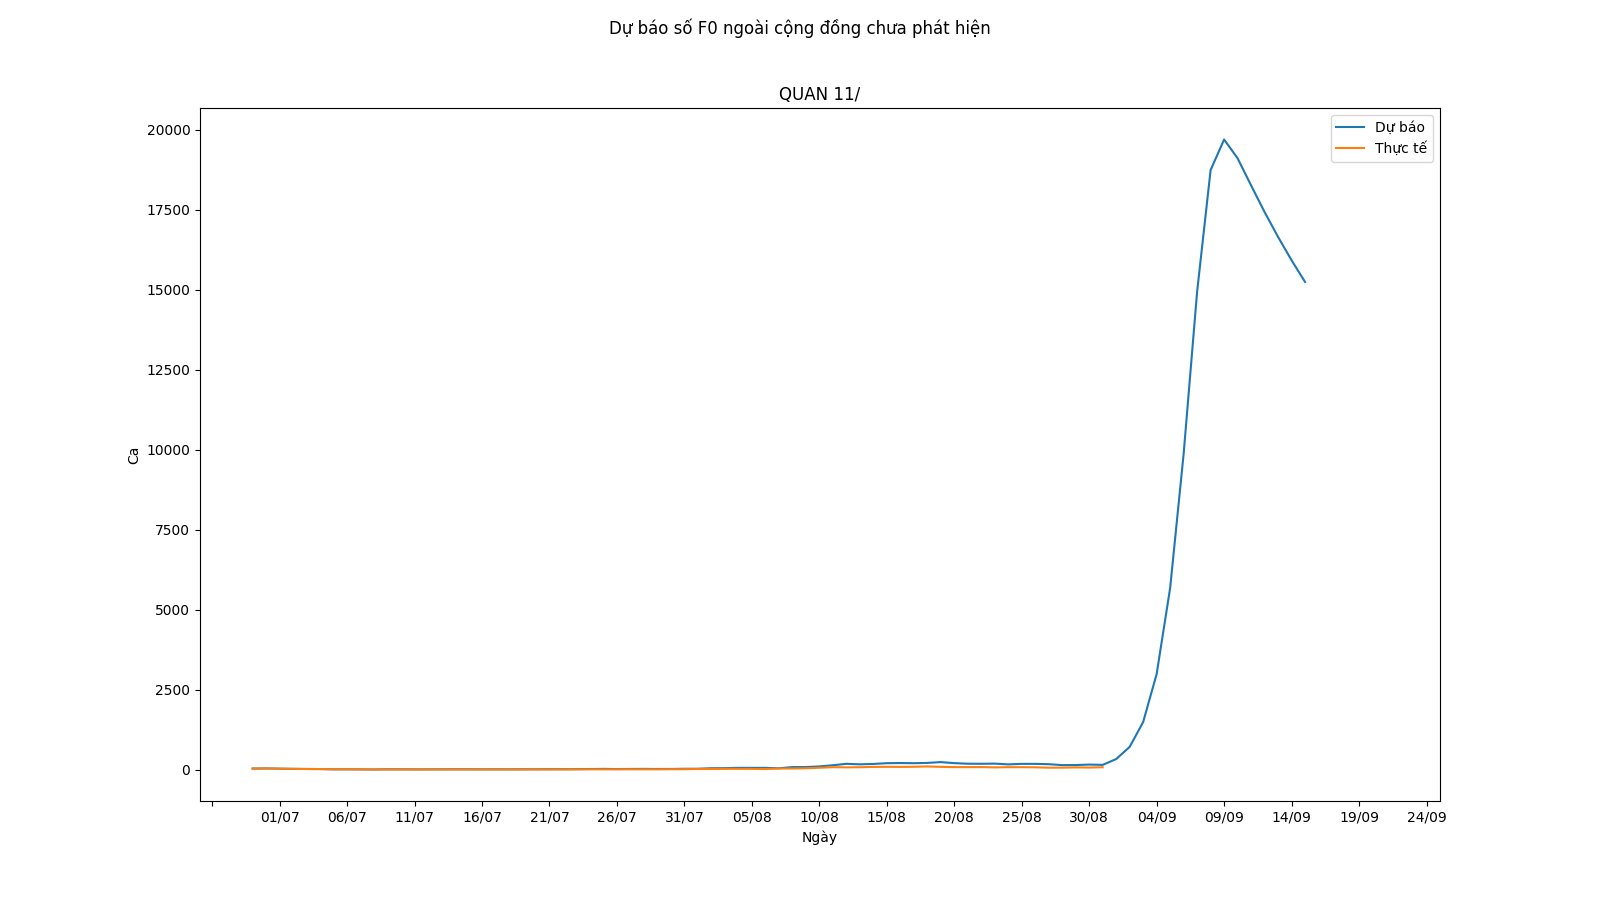 Dự báo số F0 ngoài cộng đồng chưa phát hiện
QUAN 11/
Dự báo
Thực tế
Ca
20000
17500
15000
12500
10000
7500
5000
2500
0
01/07 06/07 11/07 16/07 21/07 26/07 31/07 05/08 10/08 15/08 20/08 25/08 30/08 04/09 09/09 14/09 19/09 24/09
Ngày